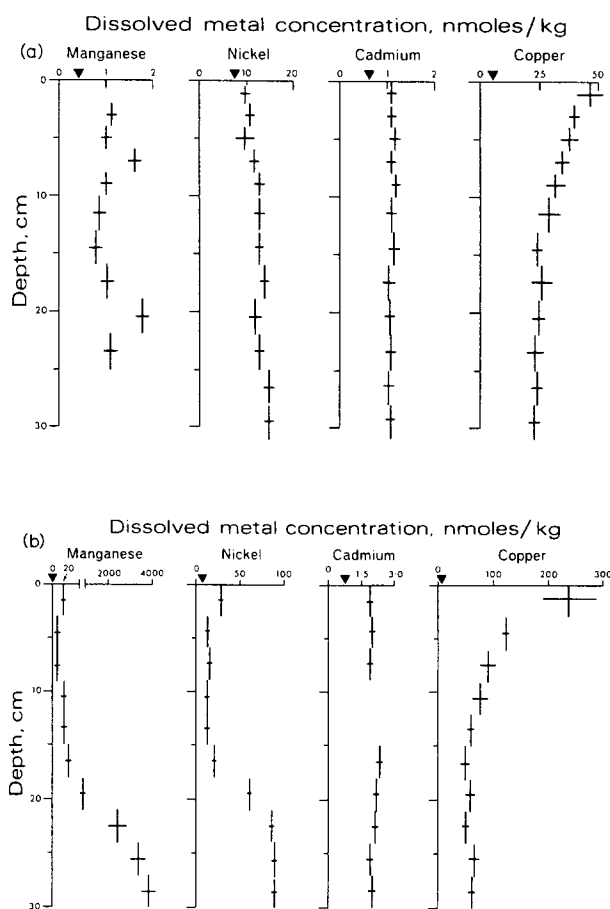 Dissolved metal concentration, nmoles/kg
(a)
Manganese Nickel Cadmium Copper
0 1 2 0 10 20 0 1 2 0 25 50
0
10
20
30
Depth, cm
Dissolved metal concentration, nmoles/kg
(b)
Manganese Nickel Cadmium Copper
0 20 2000 4000 0 50 100 0 1·5 3·0 0 100 200 300
0
10
20
30
Depth, cm